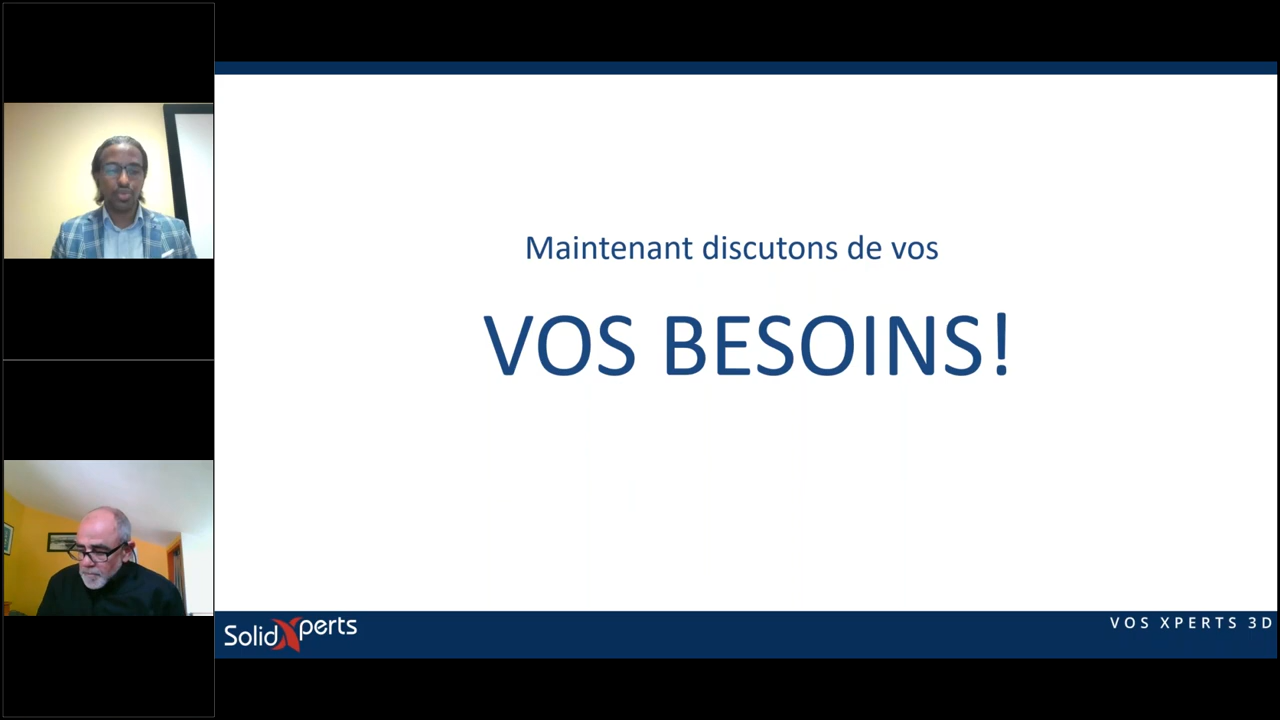 Maintenant discutons de vos
VOS BESOINS!
SolidXperts
VOS XPERTS 3D